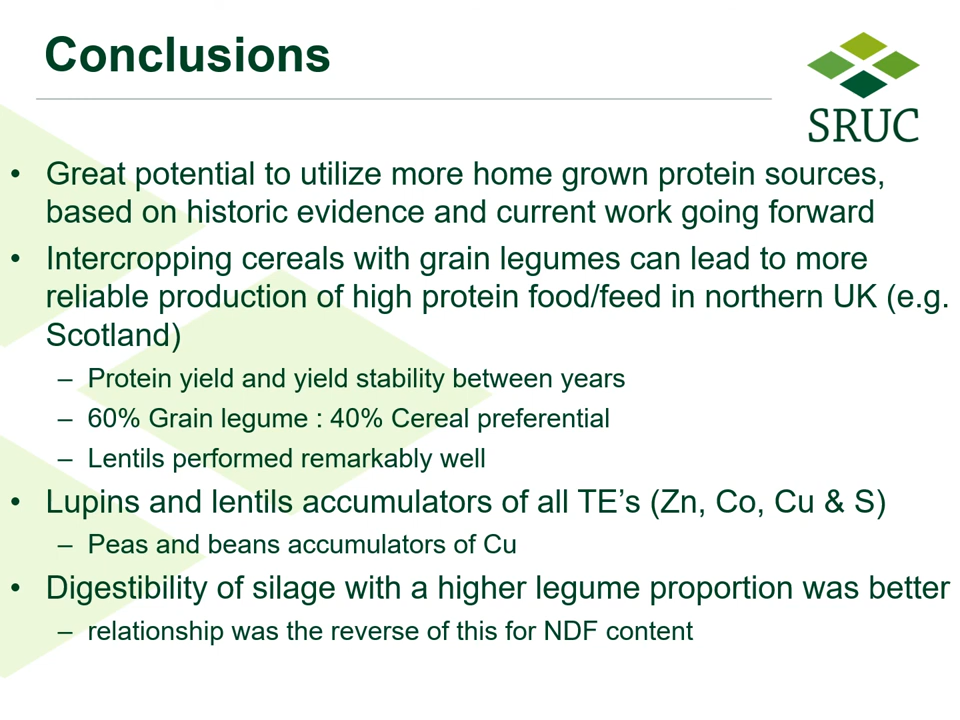 Conclusions
SRUC
• Great potential to utilize more home grown protein sources,
based on historic evidence and current work going forward
• Intercropping cereals with grain legumes can lead to more
reliable production of high protein food/feed in northern UK (e.g.
Scotland)
– Protein yield and yield stability between years
– 60% Grain legume : 40% Cereal preferential
– Lentils performed remarkably well
• Lupins and lentils accumulators of all TE’s (Zn, Co, Cu & S)
– Peas and beans accumulators of Cu
• Digestibility of silage with a higher legume proportion was better
– relationship was the reverse of this for NDF content